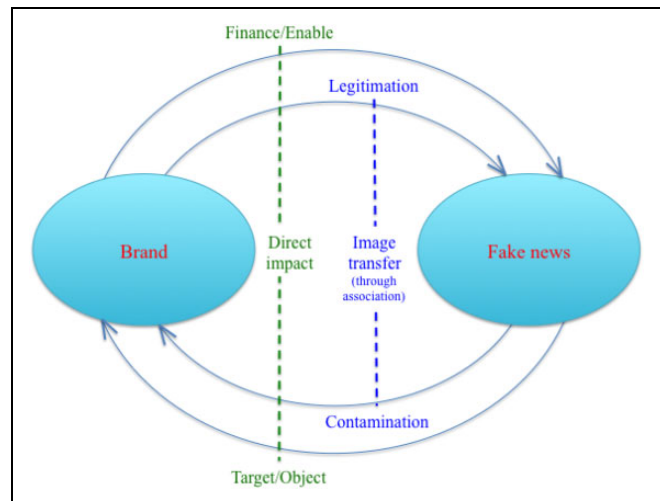 Finance/Enable
Legitimation
Brand
Direct
impact
Image
transfer
(through
association)
Fake news
Contamination
Target/Object